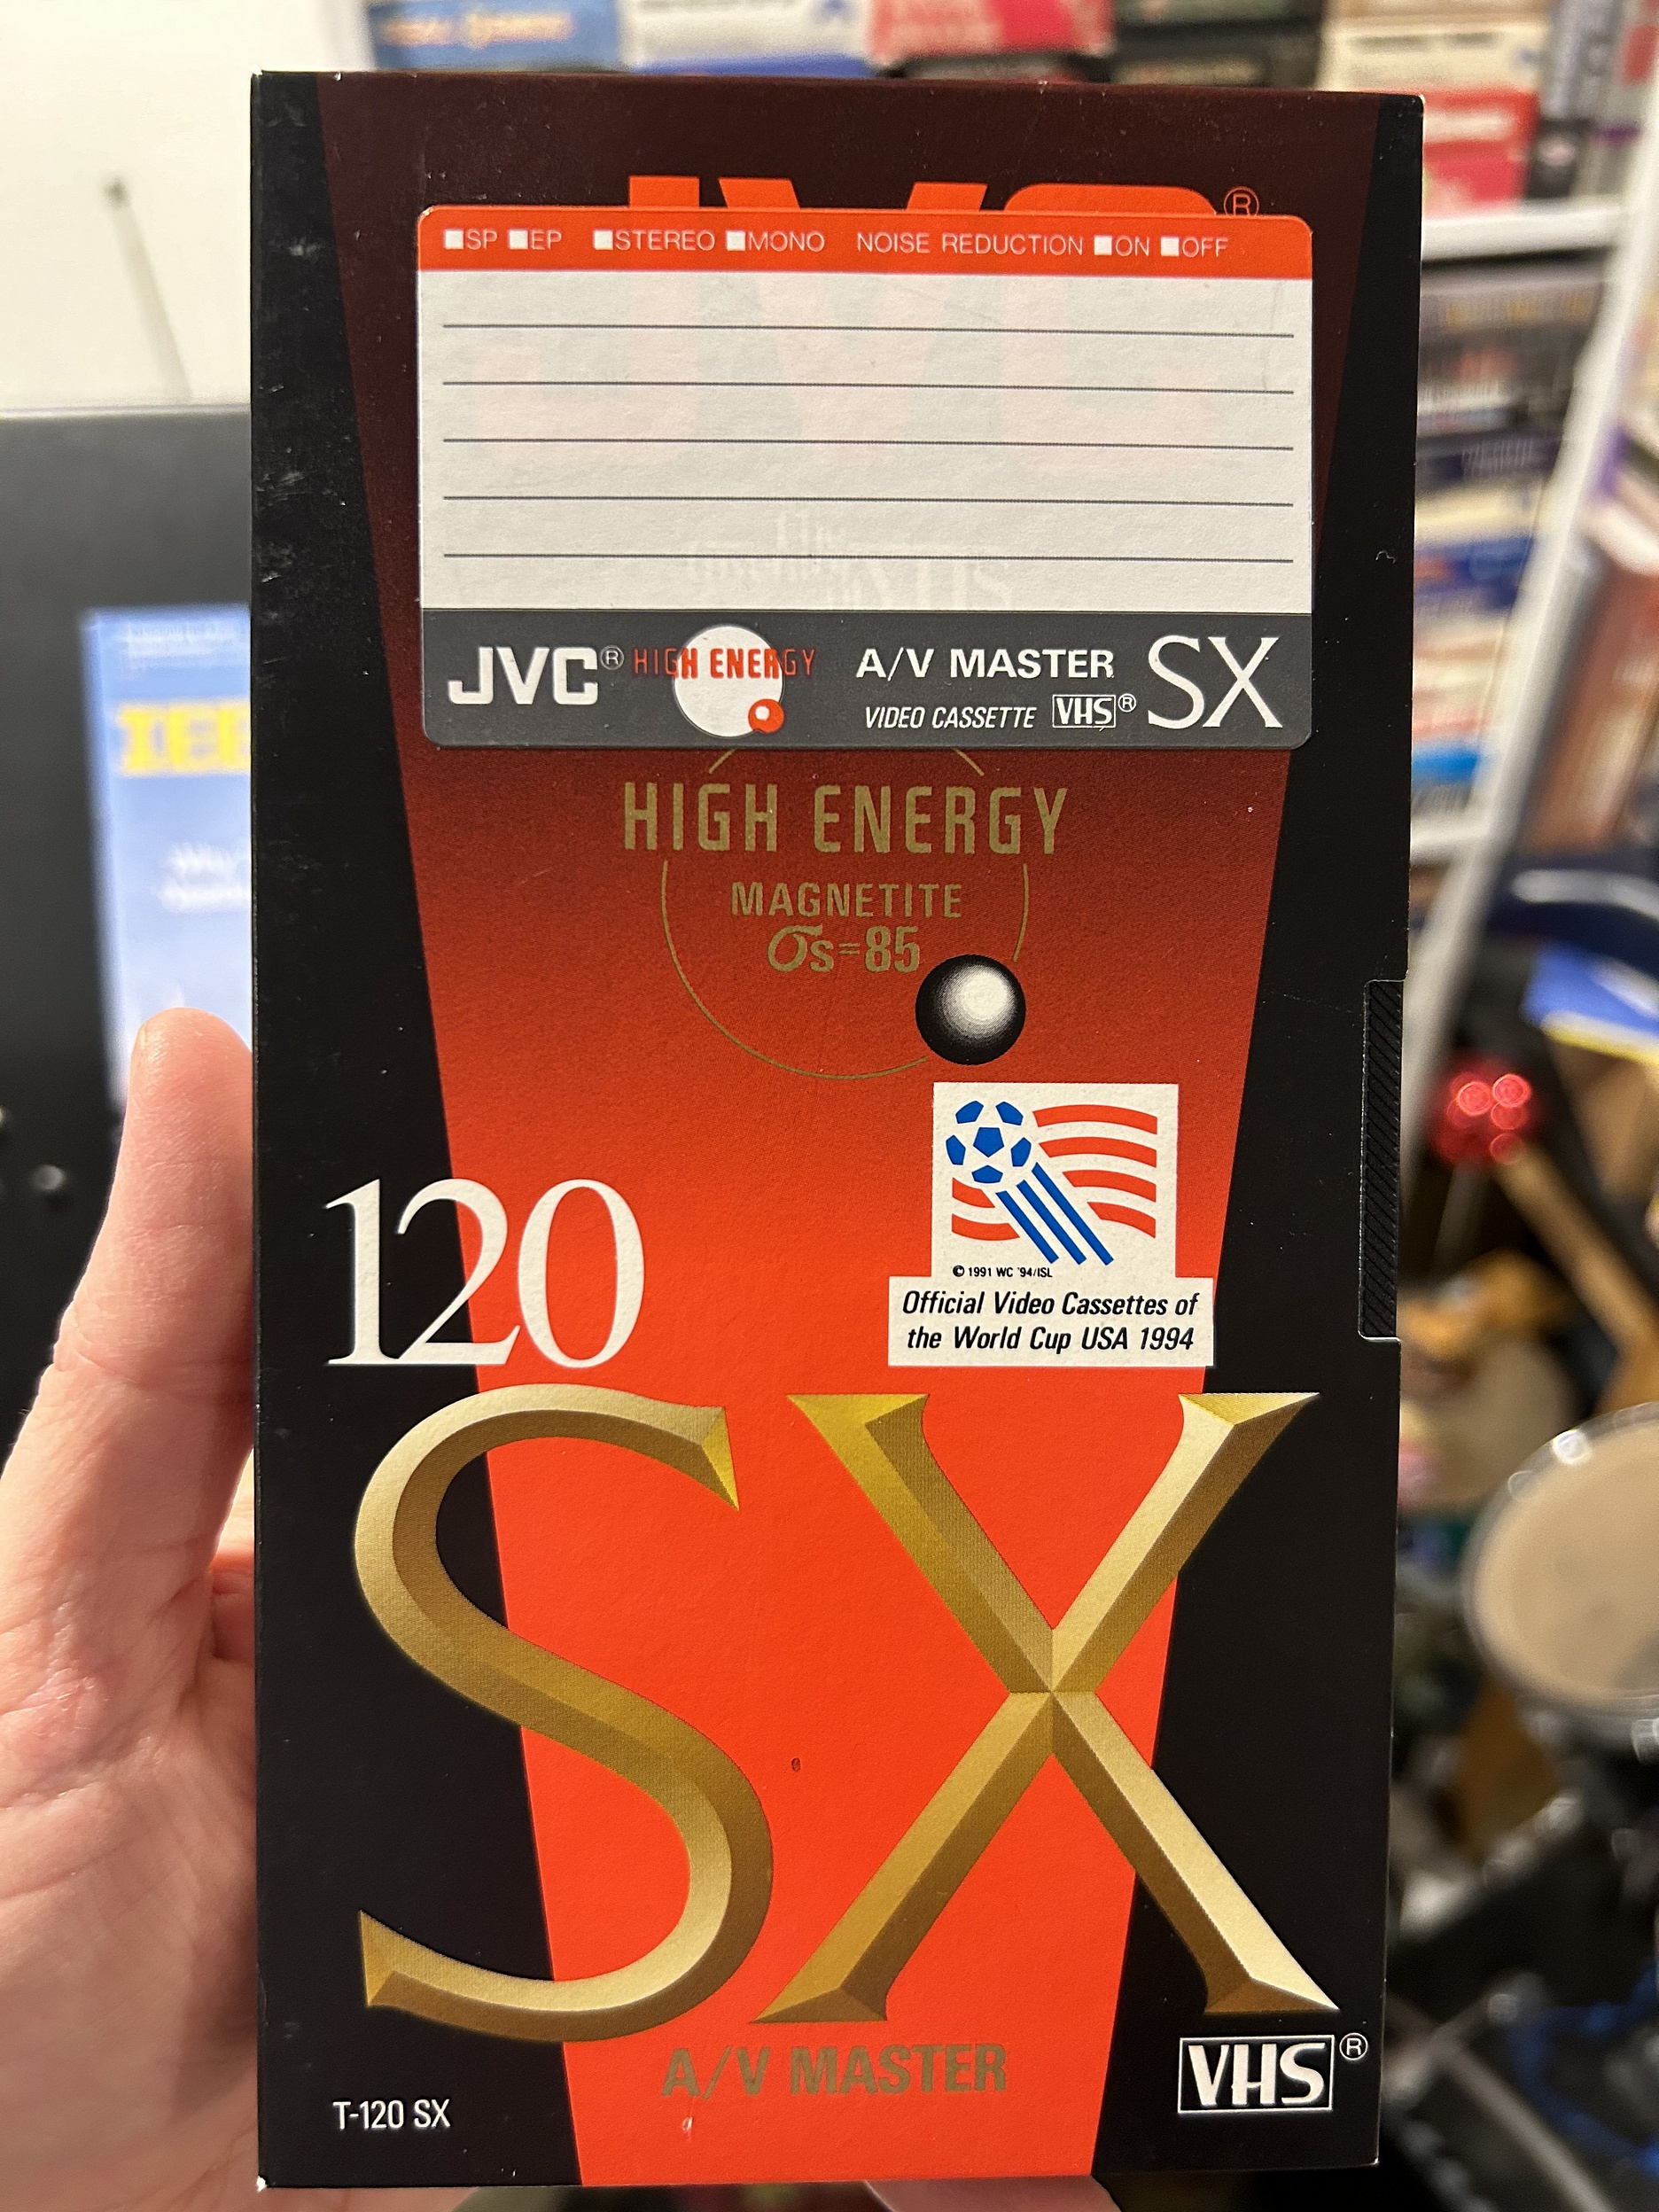 JVC®
■SP ■EP ■STEREO ■MONO NOISE REDUCTION ■ON ■OFF
JVC® HIGH ENERGY A/V MASTER SX
VIDEO CASSETTE VHS®
HIGH ENERGY
MAGNETITE
σs=85
© 1991 WC '94/ISL
120
Official Video Cassettes of
the World Cup USA 1994
SX
A/V MASTER
VHS®
T-120 SX